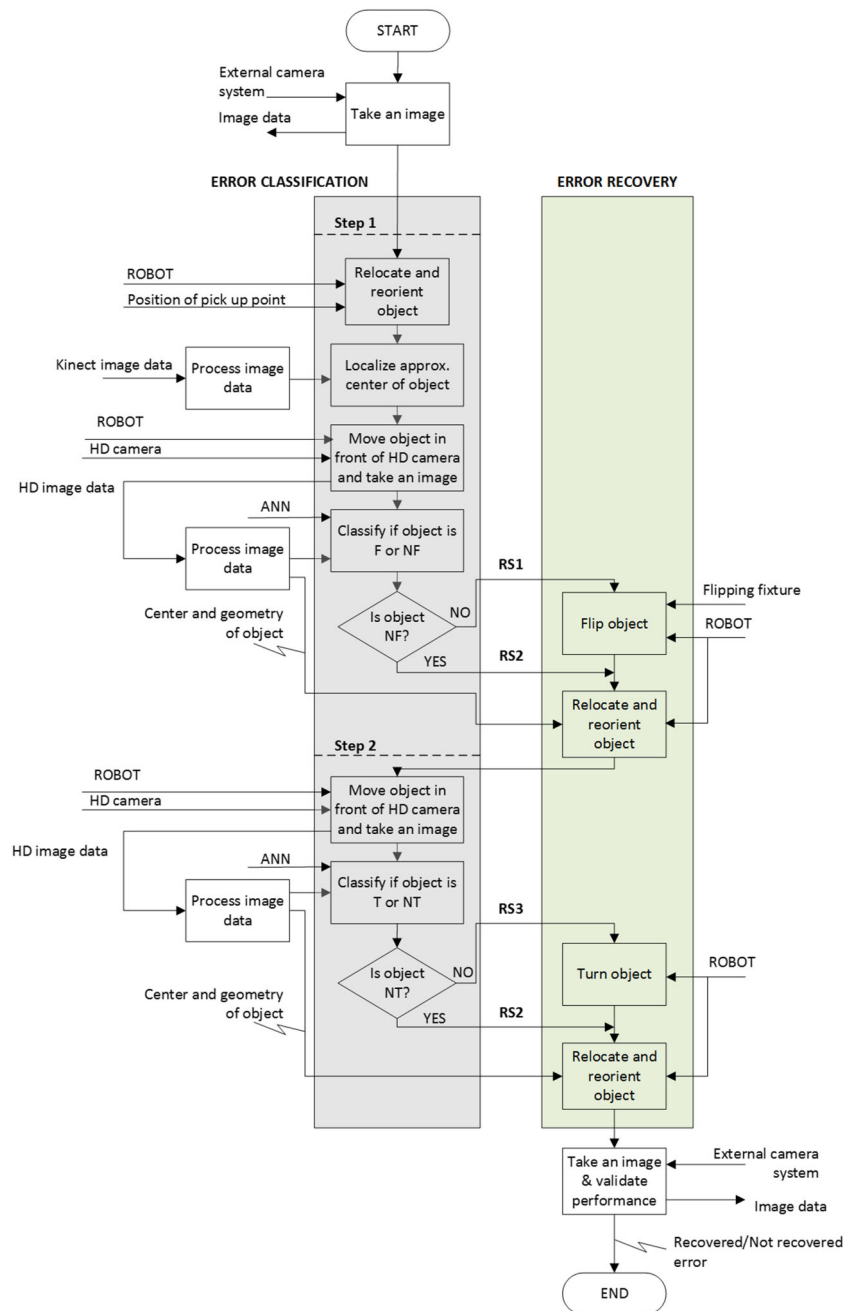 START
External camera
system
Image data
Take an image
ERROR CLASSIFICATION
ERROR RECOVERY
Step 1
ROBOT
Position of pick up point
Relocate and
reorient
object
Kinect image data
Process image
data
Localize approx.
center of object
ROBOT
HD camera
Move object in
front of HD camera
and take an image
HD image data
ANN
Classify if object is
F or NF
Process image
data
RS1
Flipping fixture
Center and geometry
of object
Is object
NF?
NO
Flip object
ROBOT
YES
RS2
Relocate and
reorient
object
Step 2
ROBOT
HD camera
Move object in
front of HD camera
and take an image
HD image data
ANN
Classify if object is
T or NT
Process image
data
RS3
Is object
NT?
NO
Turn object
ROBOT
Center and geometry
of object
YES
RS2
Relocate and
reorient
object
Take an image
& validate
performance
External camera
system
Image data
Recovered/Not recovered
error
END